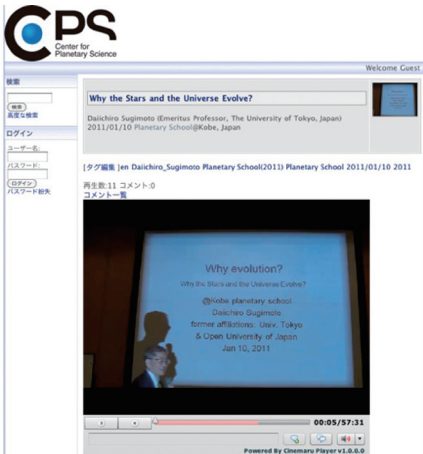 CPS
Center for
Planetary Science
Welcome Guest
検索
検索
高度な検索
ログイン
ユーザー名:
パスワード:
ログイン
パスワード紛失
Why the Stars and the Universe Evolve?
Daiichiro Sugimoto (Emeritus Professor, The University of Tokyo, Japan)
2011/01/10 Planetary School@Kobe, Japan
[タグ編集 ]en Daiichiro_Sugimoto Planetary School(2011) Planetary School 2011/01/10 2011
再生数:11 コメント:0
コメント一覧
Why evolution?
Why the Stars and the Universe Evolve?
@Kobe planetary school
Daiichiro Sugimoto
former affiliations: Univ. Tokyo
& Open University of Japan
Jan 10, 2011
00:05/57:31
Powered By Cinemaru Player v1.0.0.0